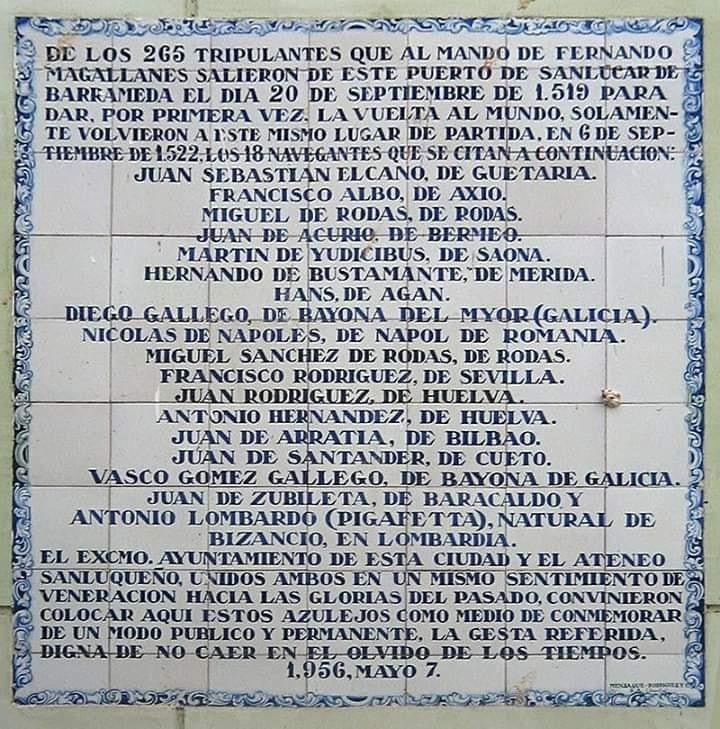 DE LOS 265 TRIPULANTES QUE AL MANDO DE FERNANDO
MAGALLANES SALIERON DE ESTE PUERTO DE SANLUCAR DE
BARRAMEDA EL DIA 20 DE SEPTIEMBRE DE 1.519 PARA
DAR, POR PRIMERA VEZ, LA VUELTA AL MUNDO, SOLAMEN-
TE VOLVIERON A ESTE MISMO LUGAR DE PARTIDA, EN 6 DE SEP-
TIEMBRE DE 1.522, LOS 18 NAVEGANTES QUE SE CITAN A CONTINUACION:
JUAN SEBASTIAN ELCANO, DE GUETARIA.
FRANCISCO ALBO, DE AXIO.
MIGUEL DE RODAS, DE RODAS.
JUAN DE ACURIO, DE BERMEO.
MARTIN DE YUDICIBUS, DE SAONA.
HERNANDO DE BUSTAMANTE, DE MERIDA.
HANS, DE AGAN.
DIEGO GALLEGO, DE BAYONA DEL MYOR (GALICIA).
NICOLAS DE NAPOLES, DE NAPOL DE ROMANIA.
MIGUEL SANCHEZ DE RODAS, DE RODAS.
FRANCISCO RODRIGUEZ, DE SEVILLA.
JUAN RODRIGUEZ, DE HUELVA.
ANTONIO HERNANDEZ, DE HUELVA.
JUAN DE ARRATIA, DE BILBAO.
JUAN DE SANTANDER, DE CUETO.
VASCO GOMEZ GALLEGO, DE BAYONA DE GALICIA.
JUAN DE ZUBILETA, DE BARACALDO Y
ANTONIO LOMBARDO (PIGAFETTA), NATURAL DE
BIZANCIO, EN LOMBARDIA.
EL EXCMO. AYUNTAMIENTO DE ESTA CIUDAD Y EL ATENEO
SANLUQUEÑO, UNIDOS AMBOS EN UN MISMO SENTIMIENTO DE
VENERACION HACIA LAS GLORIAS DEL PASADO, CONVINIERON
COLOCAR AQUI ESTOS AZULEJOS COMO MEDIO DE CONMEMORAR
DE UN MODO PUBLICO Y PERMANENTE, LA GESTA REFERIDA,
DIGNA DE NO CAER EN EL OLVIDO DE LOS TIEMPOS.
1,956, MAYO 7.
MENSAQUE-RODRIGUEZ Y